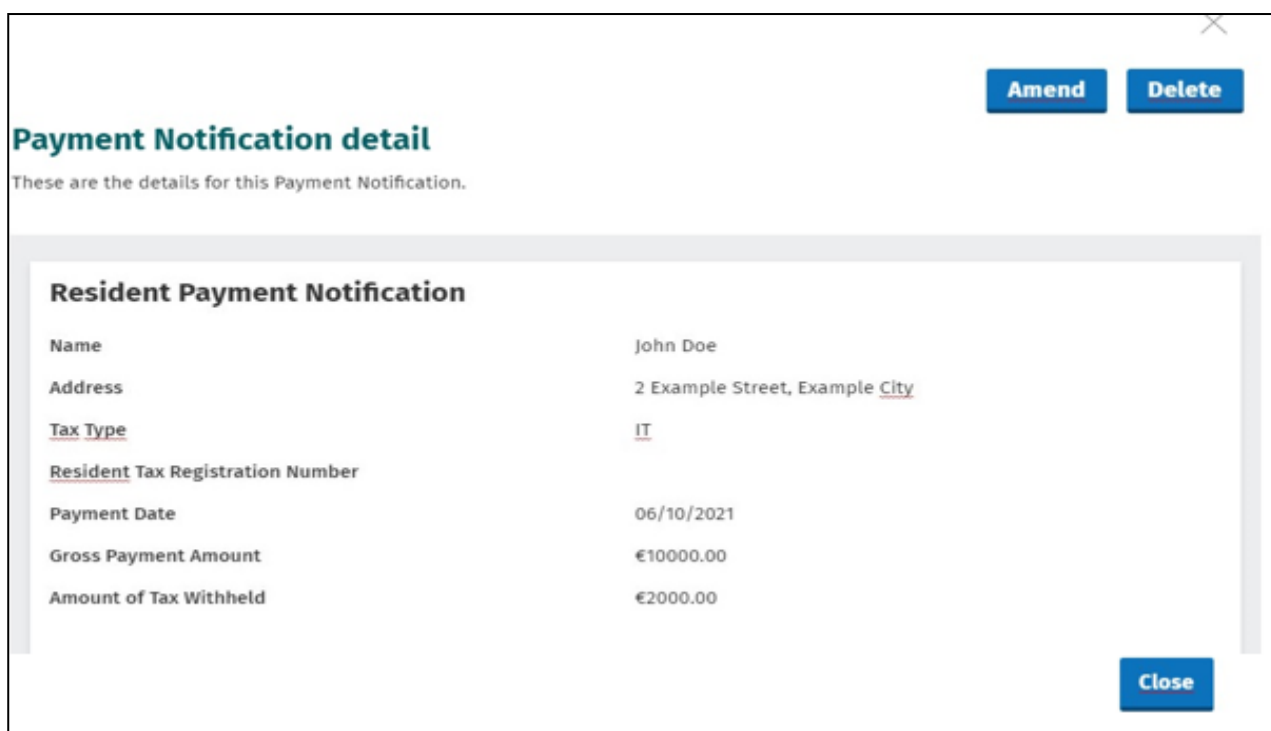 Amend Delete
Payment Notification detail
These are the details for this Payment Notification.
Resident Payment Notification
Name John Doe
Address 2 Example Street, Example City
Tax Type IT
Resident Tax Registration Number
Payment Date 06/10/2021
Gross Payment Amount €10000.00
Amount of Tax Withheld €2000.00
Close